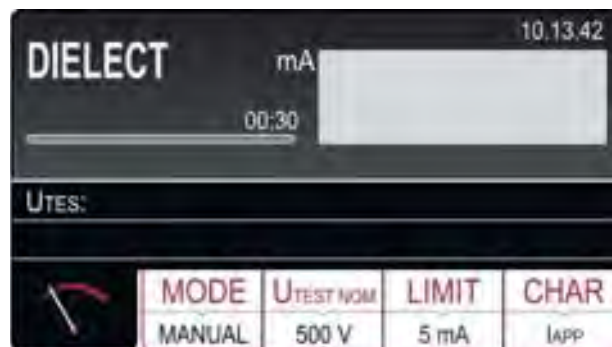 10.13.42
DIELECT
mA
00:30
UTES:
MODE UTEST NOM LIMIT CHAR
MANUAL 500 V 5 mA IAPP